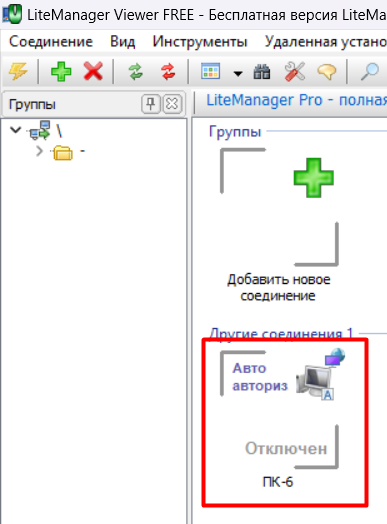 LiteManager Viewer FREE - Бесплатная версия LiteMa
Соединение Вид Инструменты Удаленная устано
Группы
LiteManager Pro - полная
\
-
Группы
Добавить новое
соединение
Другие соединения 1
Авто
авториз
A
Отключен
ПК-6